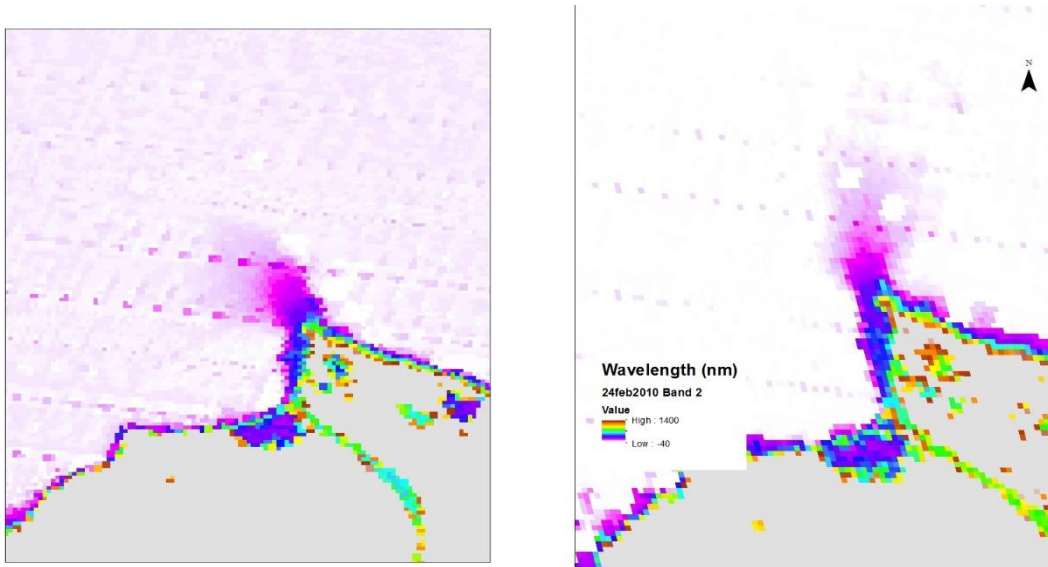 N
Wavelength (nm)
24feb2010 Band 2
Value
High : 1400
Low : -40